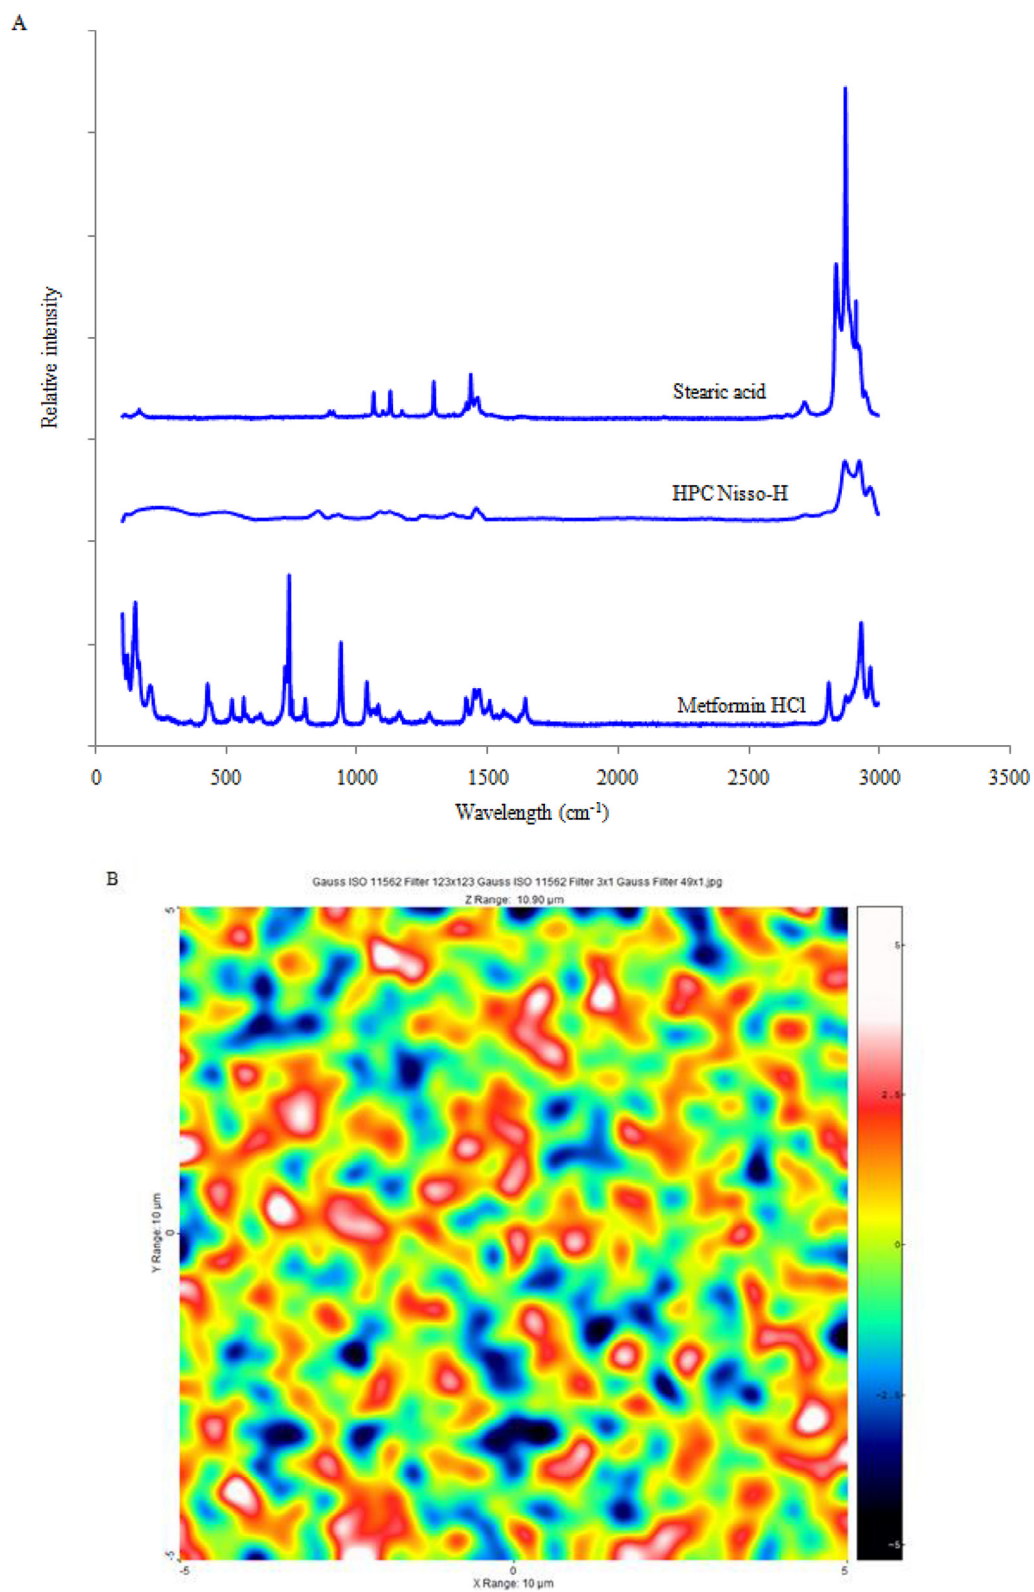 A
Relative intensity
Stearic acid
HPC Nisso-H
Metformin HCl
0 500 1000 1500 2000 2500 3000 3500
Wavelength (cm⁻¹)
B
Gauss ISO 11562 Filter 123x123 Gauss ISO 11562 Filter 3x1 Gauss Filter 49x1.jpg
Z Range: 10.90 µm
5
5
2.5
Y Range: 10 µm
0
0
-2.5
-5
-5
-5 0 5
X Range: 10 µm